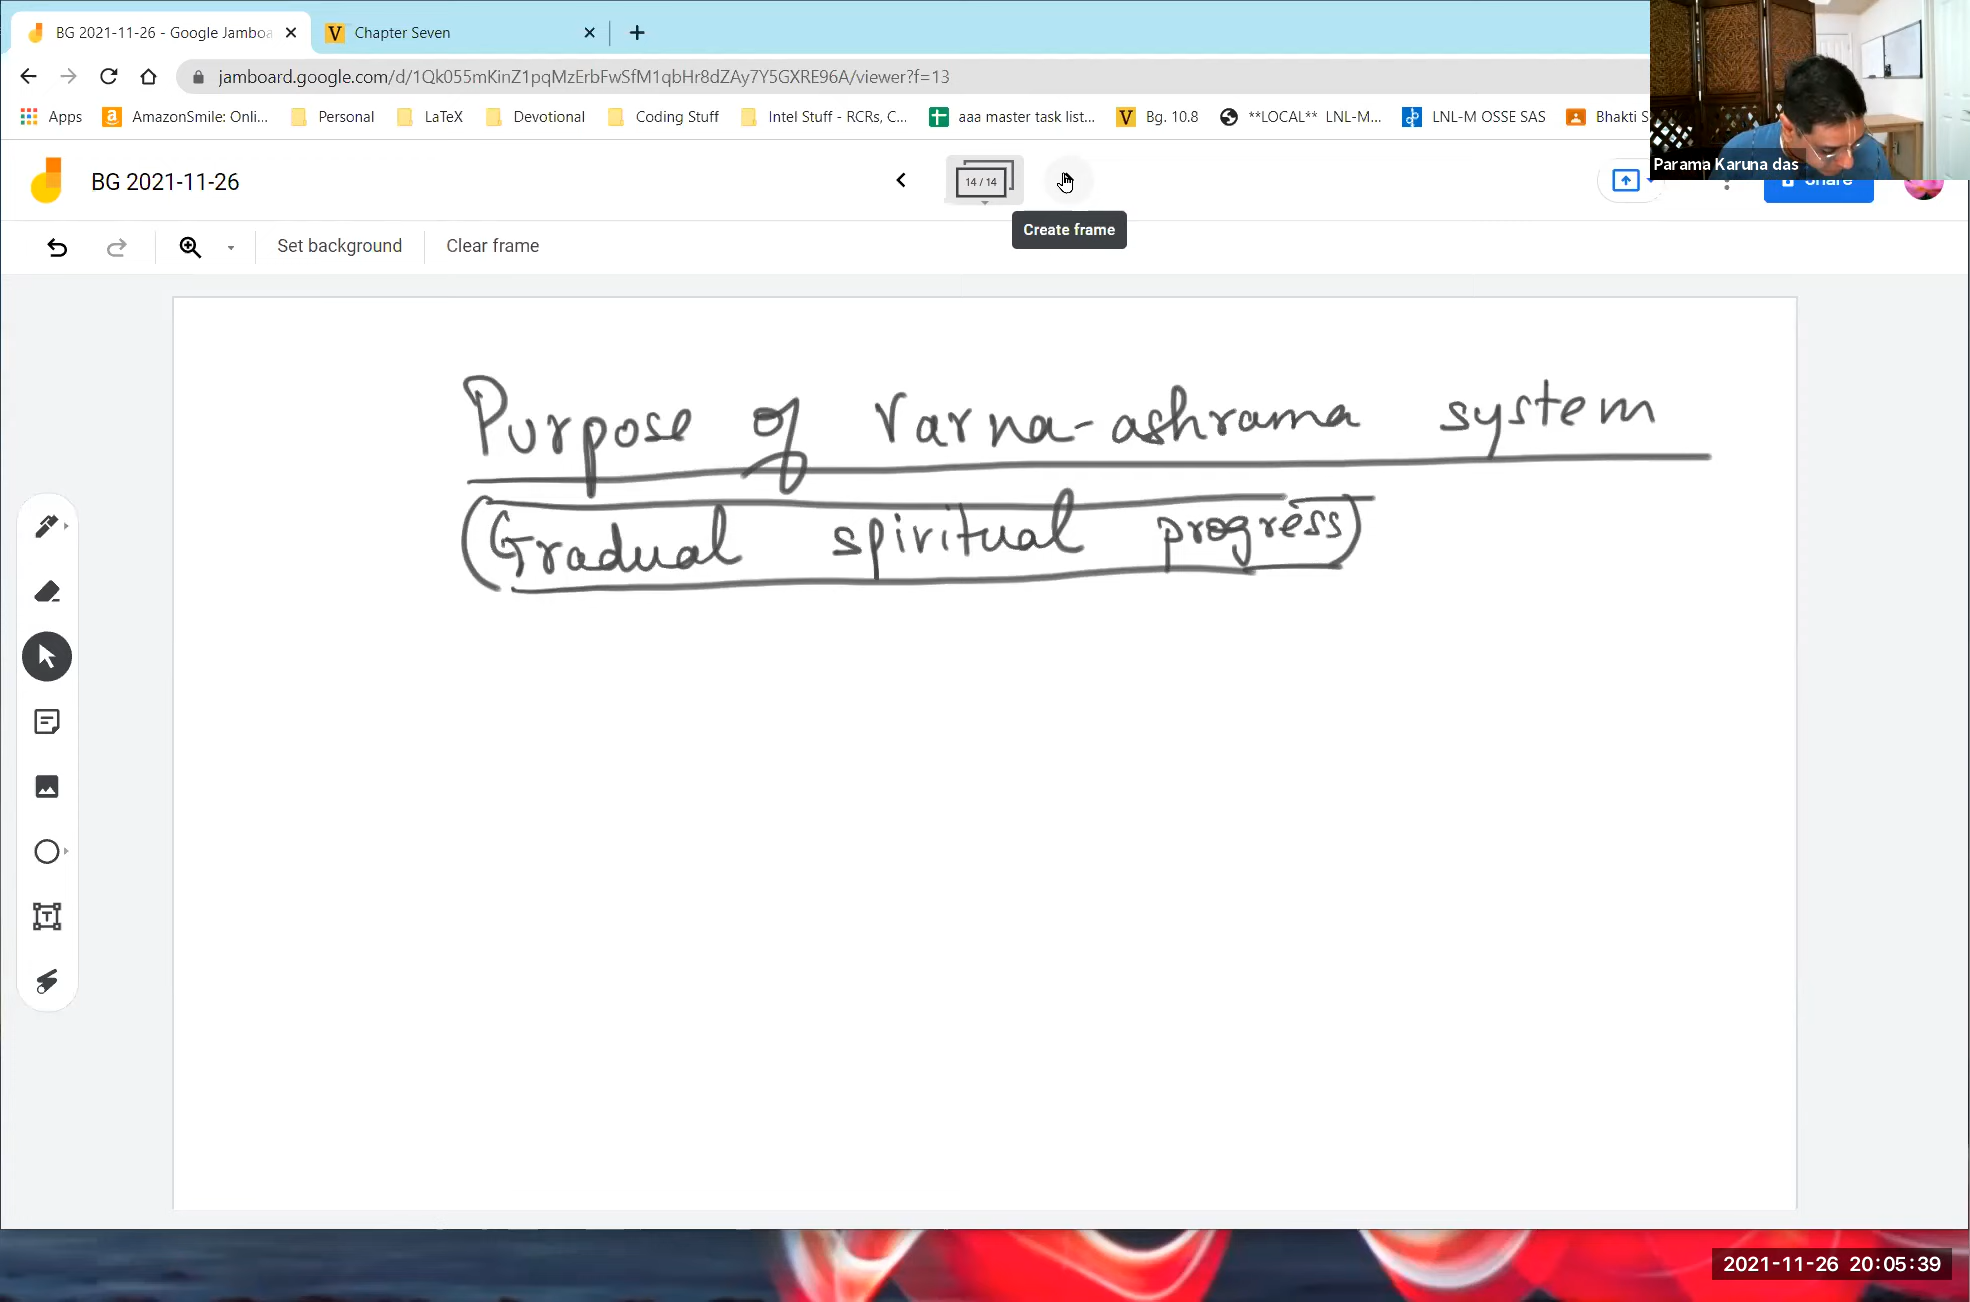 BG 2021-11-26 - Google Jamboa
Chapter Seven
jamboard.google.com/d/1Qk055mKinZ1pqMzErbFwSfM1qbHr8dZAy7Y5GXRE96A/viewer?f=13
Apps AmazonSmile: Onli... Personal LaTeX Devotional Coding Stuff Intel Stuff - RCRs, C... aaa master task list... Bg. 10.8 **LOCAL** LNL-M... LNL-M OSSE SAS Bhakti S
Parama Karuna das
BG 2021-11-26
14 / 14
Share
Create frame
Set background Clear frame
Purpose of varna-ashrama system
(Gradual spiritual progress)
2021-11-26 20:05:39